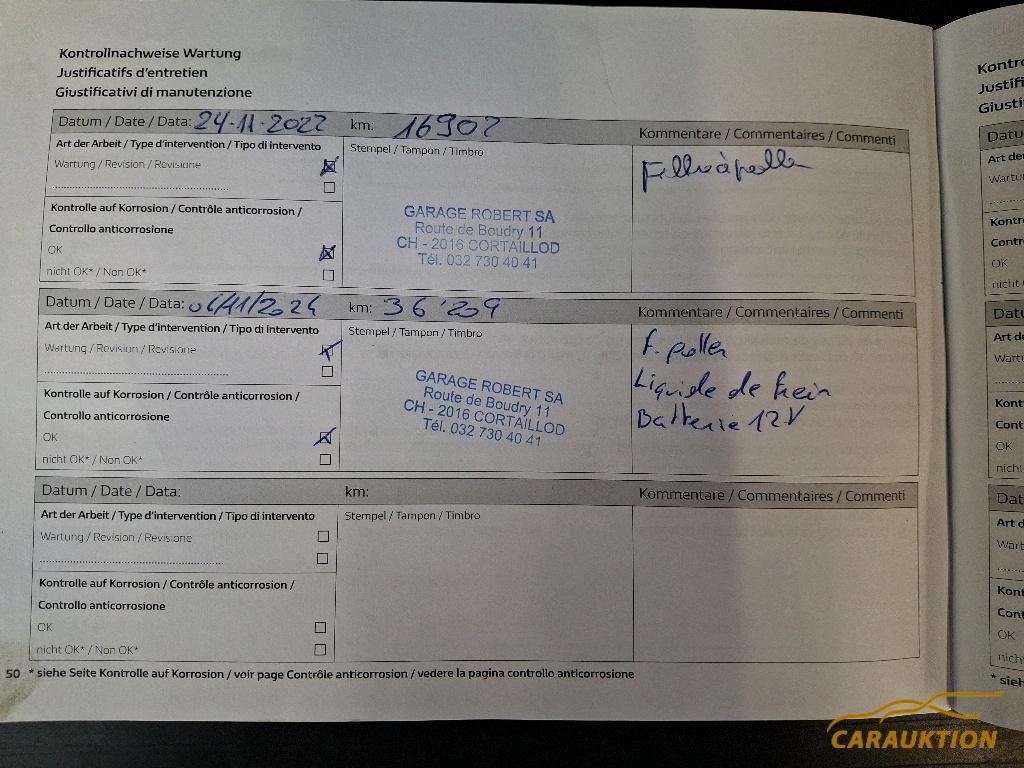 Kontrollnachweise Wartung
Justificatifs d'entretien
Giustificativi di manutenzione
Datum / Date / Data: 24-11-2022 km: 16902 Kommentare / Commentaires / Commenti
Art der Arbeit / Type d'intervention / Tipo di intervento
Stempel / Tampon / Timbro
Wartung / Revision / Revisione
Filtre à pollen
Kontrolle auf Korrosion / Contrôle anticorrosion /
Controllo anticorrosione
OK
nicht OK* / Non OK*
GARAGE ROBERT SA
Route de Boudry 11
CH - 2016 CORTAILLOD
Tél. 032 730 40 41
Datum / Date / Data: 04/11/2024 km: 36'209 Kommentare / Commentaires / Commenti
Art der Arbeit / Type d'intervention / Tipo di intervento
Stempel / Tampon / Timbro
Wartung / Revision / Revisione
Kontrolle auf Korrosion / Contrôle anticorrosion /
Controllo anticorrosione
OK
nicht OK* / Non OK*
GARAGE ROBERT SA
Route de Boudry 11
CH - 2016 CORTAILLOD
Tél. 032 730 40 41
F. pollen
Liquide de frein
Batterie 12V
Datum / Date / Data: km: Kommentare / Commentaires / Commenti
Art der Arbeit / Type d'intervention / Tipo di intervento
Stempel / Tampon / Timbro
Wartung / Revision / Revisione
Kontrolle auf Korrosion / Contrôle anticorrosion /
Controllo anticorrosione
OK
nicht OK* / Non OK*
50 * siehe Seite Kontrolle auf Korrosion / voir page Contrôle anticorrosion / vedere la pagina controllo anticorrosione
CARAUKTION